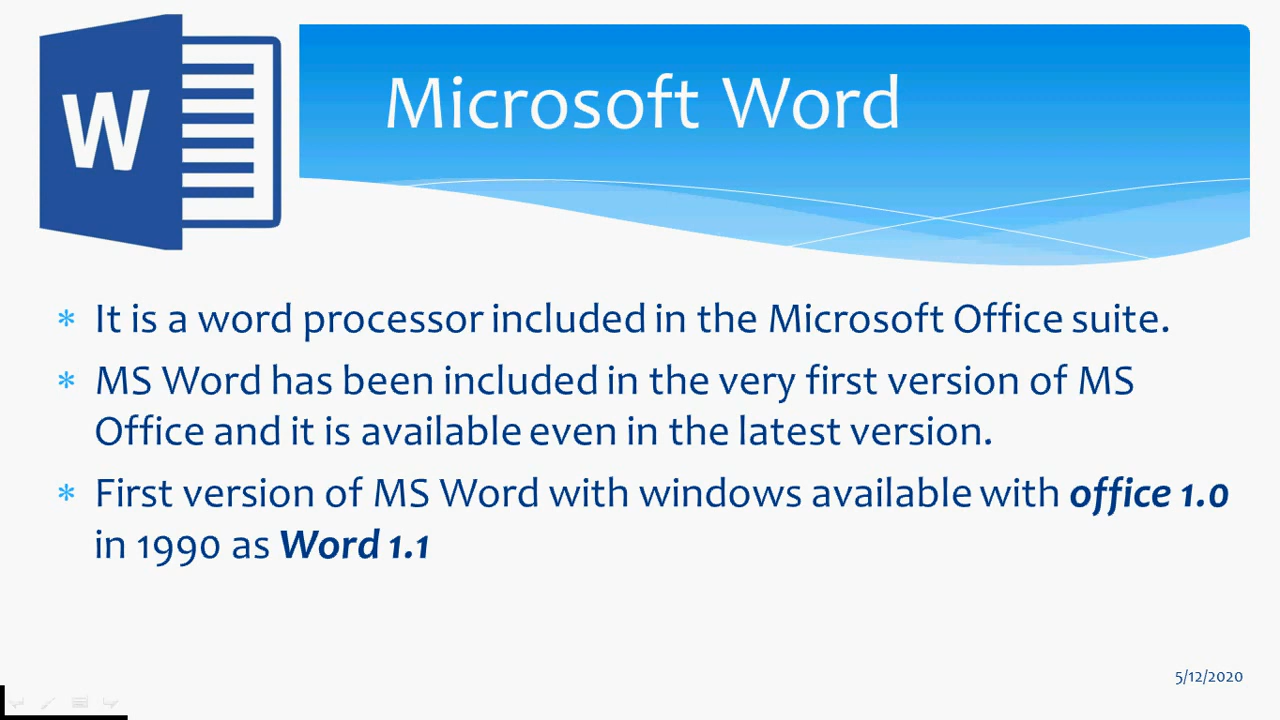 W
Microsoft Word
* It is a word processor included in the Microsoft Office suite.
* MS Word has been included in the very first version of MS
Office and it is available even in the latest version.
* First version of MS Word with windows available with office 1.0
in 1990 as Word 1.1
5/12/2020